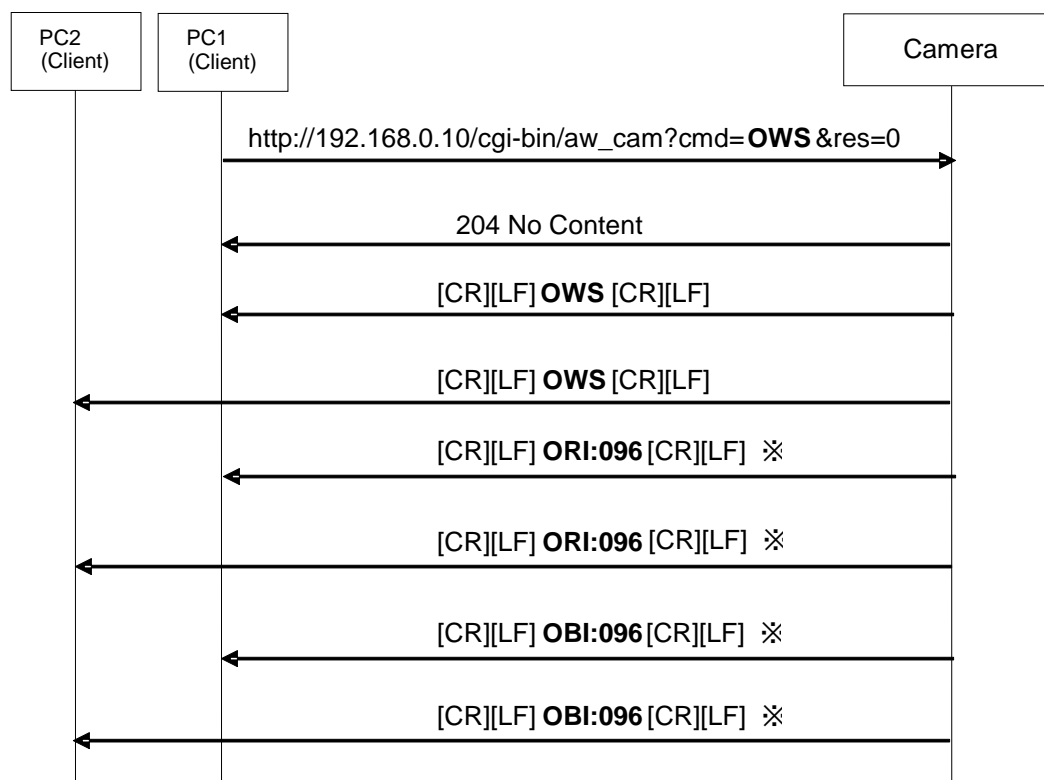 PC2
(Client)
PC1
(Client)
Camera
http://192.168.0.10/cgi-bin/aw_cam?cmd=OWS &res=0
204 No Content
[CR][LF] OWS [CR][LF]
[CR][LF] OWS [CR][LF]
[CR][LF] ORI:096 [CR][LF] ※
[CR][LF] ORI:096 [CR][LF] ※
[CR][LF] OBI:096 [CR][LF] ※
[CR][LF] OBI:096 [CR][LF] ※